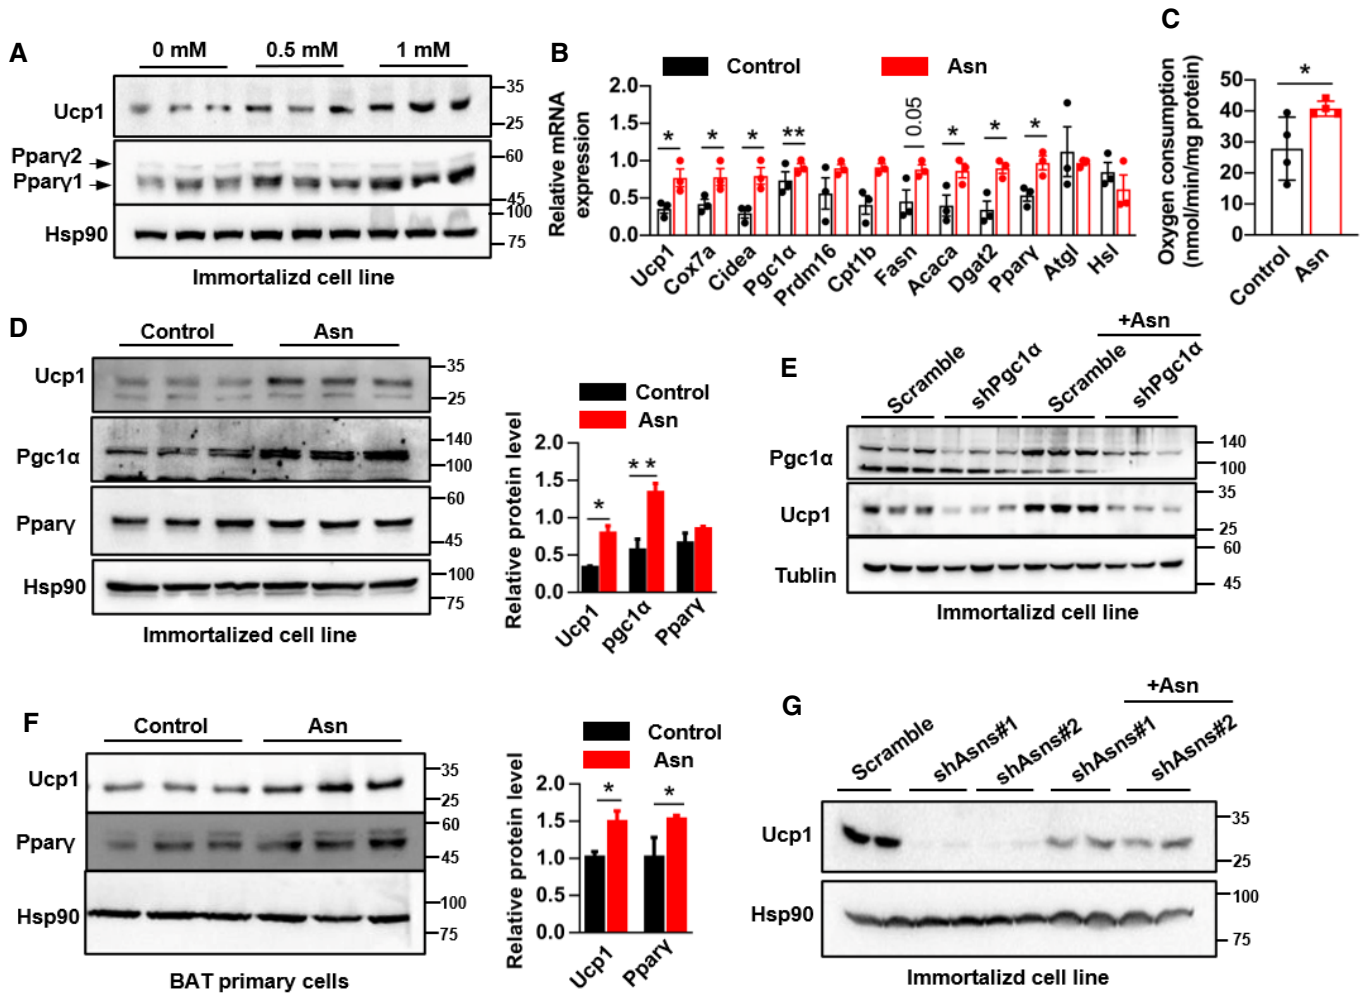 A
0 mM 0.5 mM 1 mM
Ucp1
35
25
Pparγ2
Pparγ1
60
45
Hsp90
100
75
Immortalizd cell line
B
Control Asn
Relative mRNA
expression
2.0
1.5
1.0
0.5
0.0
* * * ** 0.05 * * *
Ucp1 Cox7a Cidea Pgc1α Prdm16 Cpt1b Fasn Acaca Dgat2 Pparγ Atgl Hsl
C
Oxygen consumption
(nmol/min/mg protein)
50
40
30
20
10
0
*
Control Asn
D
Control Asn
Ucp1
35
25
Pgc1α
140
100
Pparγ
60
45
Hsp90
100
75
Immortalized cell line
Control
Asn
Relative protein level
2.0
1.5
1.0
0.5
0.0
* **
Ucp1 pgc1α Pparγ
E
+Asn
Scramble shPgc1α Scramble shPgc1α
Pgc1α
140
100
Ucp1
35
25
Tublin
60
45
Immortalizd cell line
F
Control Asn
Ucp1
35
25
Pparγ
60
45
Hsp90
100
75
BAT primary cells
Control
Asn
Relative protein level
2.0
1.5
1.0
0.5
0.0
* *
Ucp1 Pparγ
G
+Asn
Scramble shAsns#1 shAsns#2 shAsns#1 shAsns#2
Ucp1
35
25
Hsp90
100
75
Immortalizd cell line